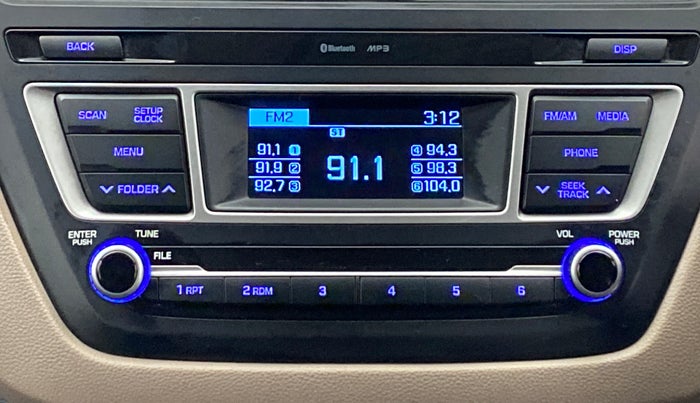 BACK Bluetooth MP3 DISP
SCAN SETUP CLOCK
MENU
FOLDER
FM2 3:12
ST
91.1 1
91.9 2
92.7 3
91.1
4 94.3
5 98.3
6 104.0
FM/AM MEDIA
PHONE
SEEK TRACK
ENTER PUSH TUNE
FILE
VOL POWER PUSH
1 RPT 2 RDM 3 4 5 6